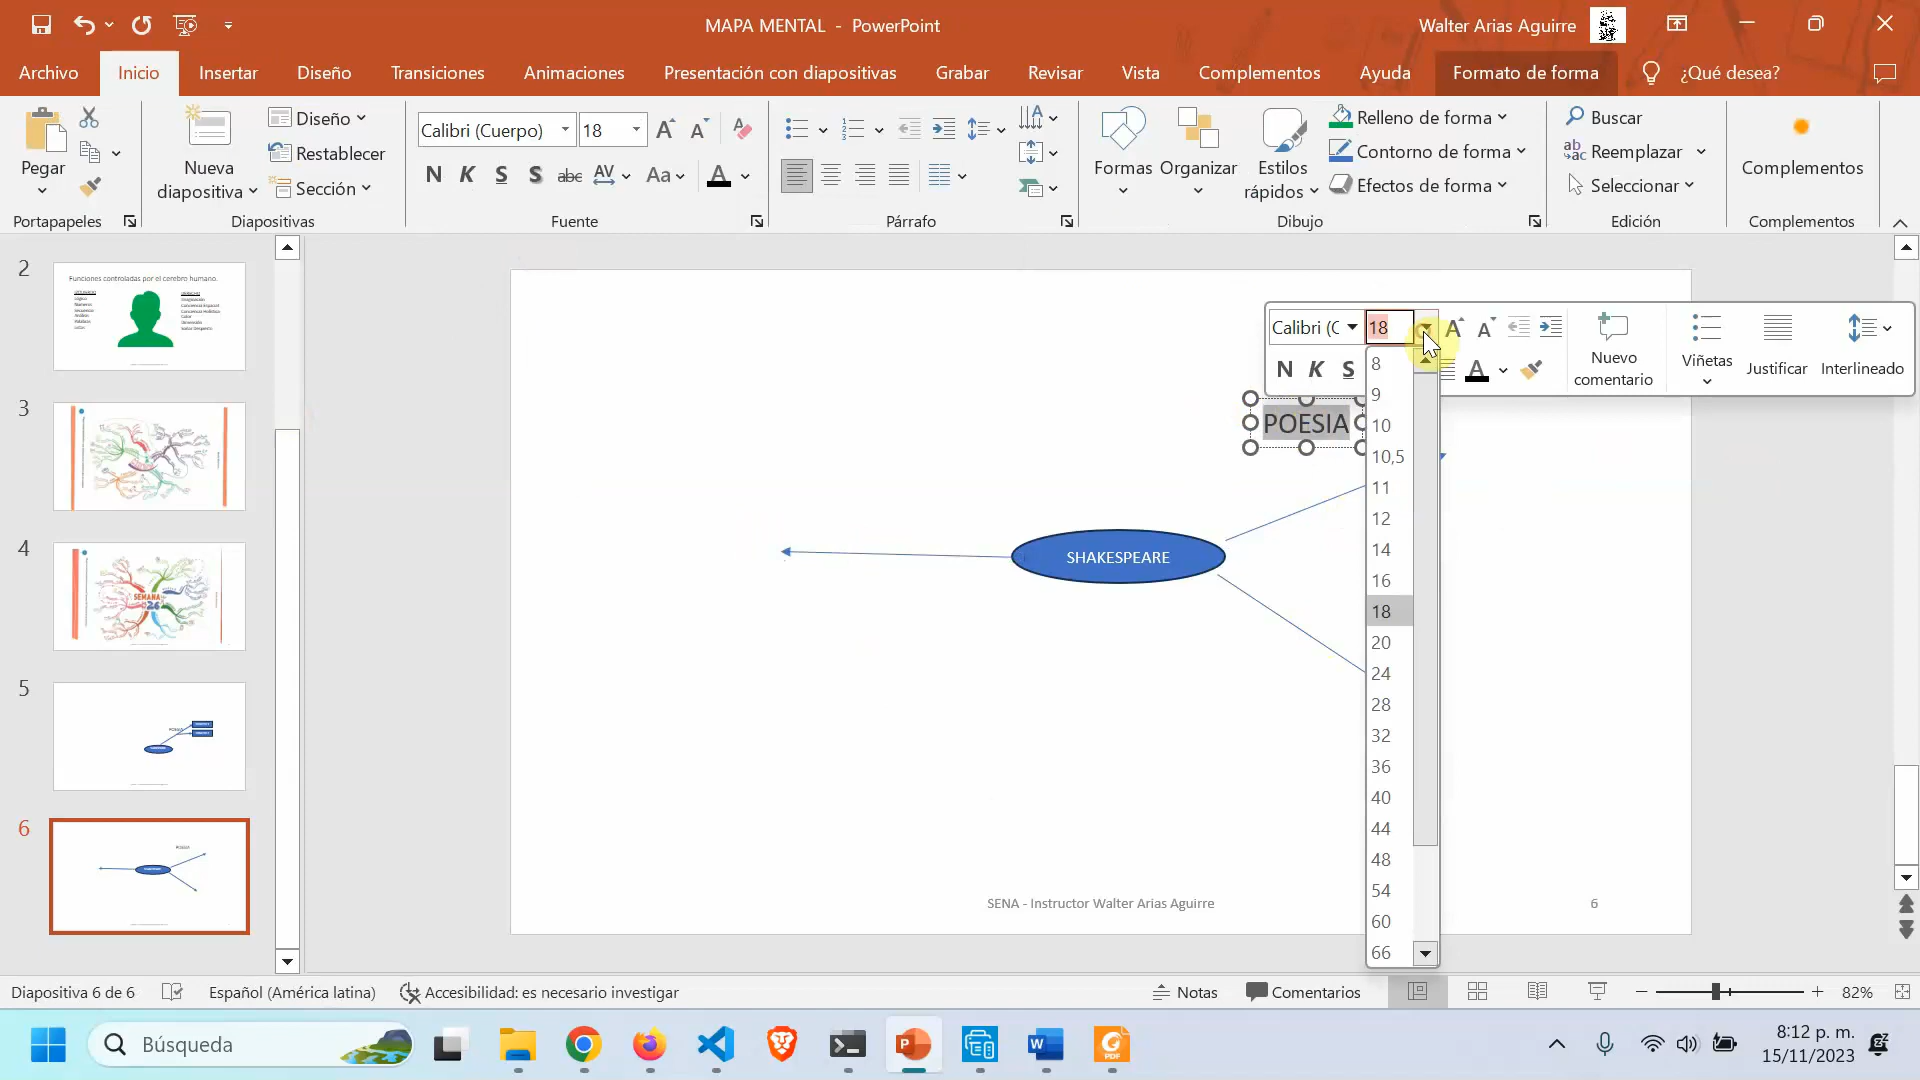 MAPA MENTAL - PowerPoint
Walter Arias Aguirre
Archivo
Inicio
Insertar
Diseño
Transiciones
Animaciones
Presentación con diapositivas
Grabar
Revisar
Vista
Complementos
Ayuda
Formato de forma
¿Qué desea?
Pegar
Portapapeles
Nueva
diapositiva
Diseño
Restablecer
Sección
Diapositivas
Calibri (Cuerpo)
18
N K S S abc AV Aa A
Fuente
Párrafo
Formas
Organizar
Estilos
rápidos
Relleno de forma
Contorno de forma
Efectos de forma
Dibujo
Buscar
Reemplazar
Seleccionar
Edición
Complementos
Complementos
2
Funciones controladas por el cerebro humano.
3
4
SEMANA
26
5
POESIA
6
POESIA
Calibri (C
18
N K S
A
Nuevo
comentario
Viñetas
Justificar
Interlineado
8
9
10
10,5
11
12
14
16
18
20
24
28
32
36
40
44
48
54
60
66
POESIA
SHAKESPEARE
SENA - Instructor Walter Arias Aguirre
6
Diapositiva 6 de 6
Español (América latina)
Accesibilidad: es necesario investigar
Notas
Comentarios
82%
Búsqueda
8:12 p. m.
15/11/2023